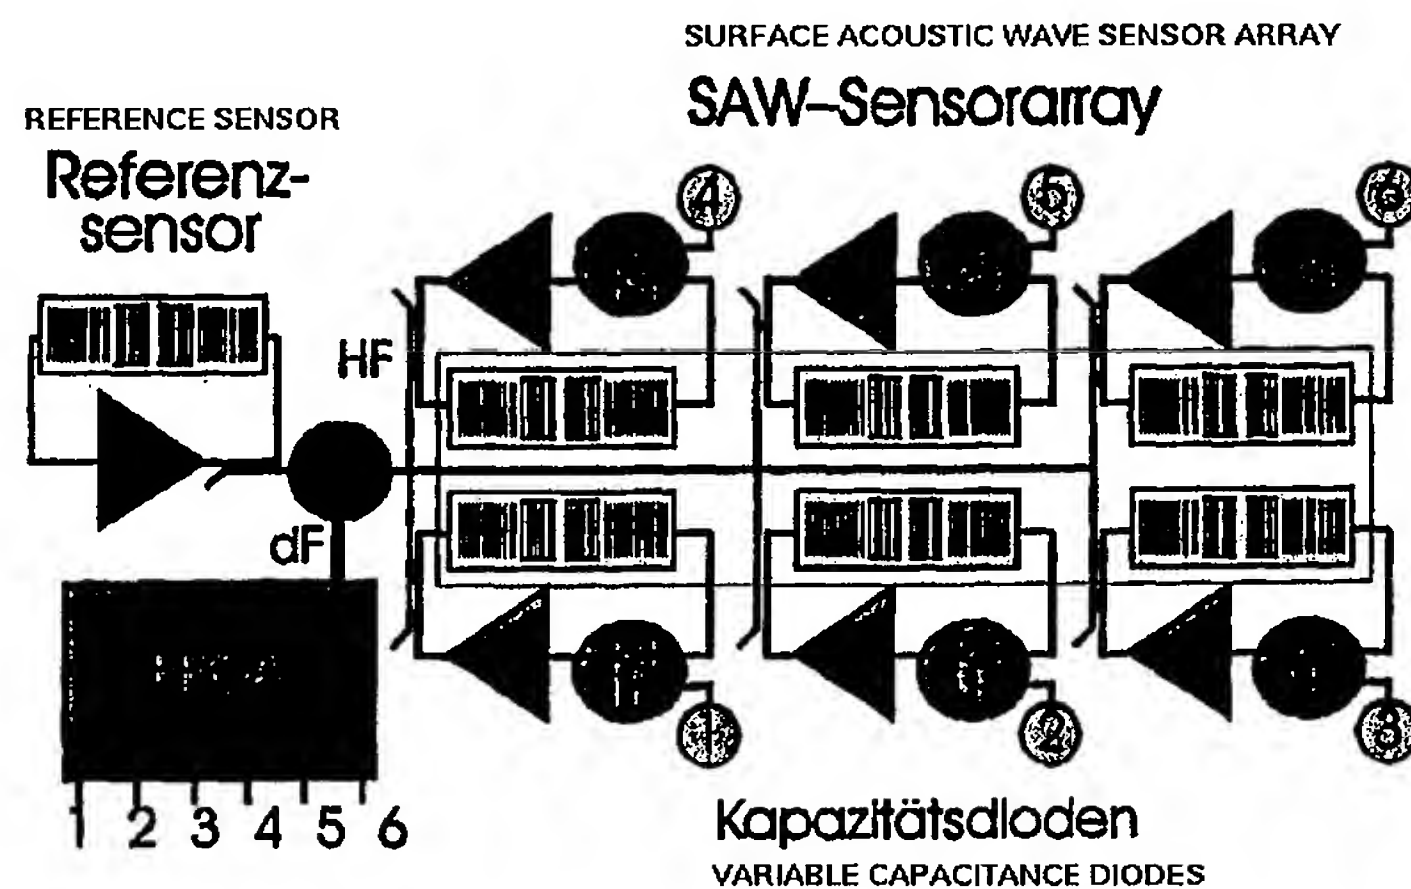 SURFACE ACOUSTIC WAVE SENSOR ARRAY
SAW-Sensorarray
REFERENCE SENSOR
Referenz-
sensor
4
5
6
HF
dF
1
2
3
1 2 3 4 5 6
Kapazitätsdioden
VARIABLE CAPACITANCE DIODES